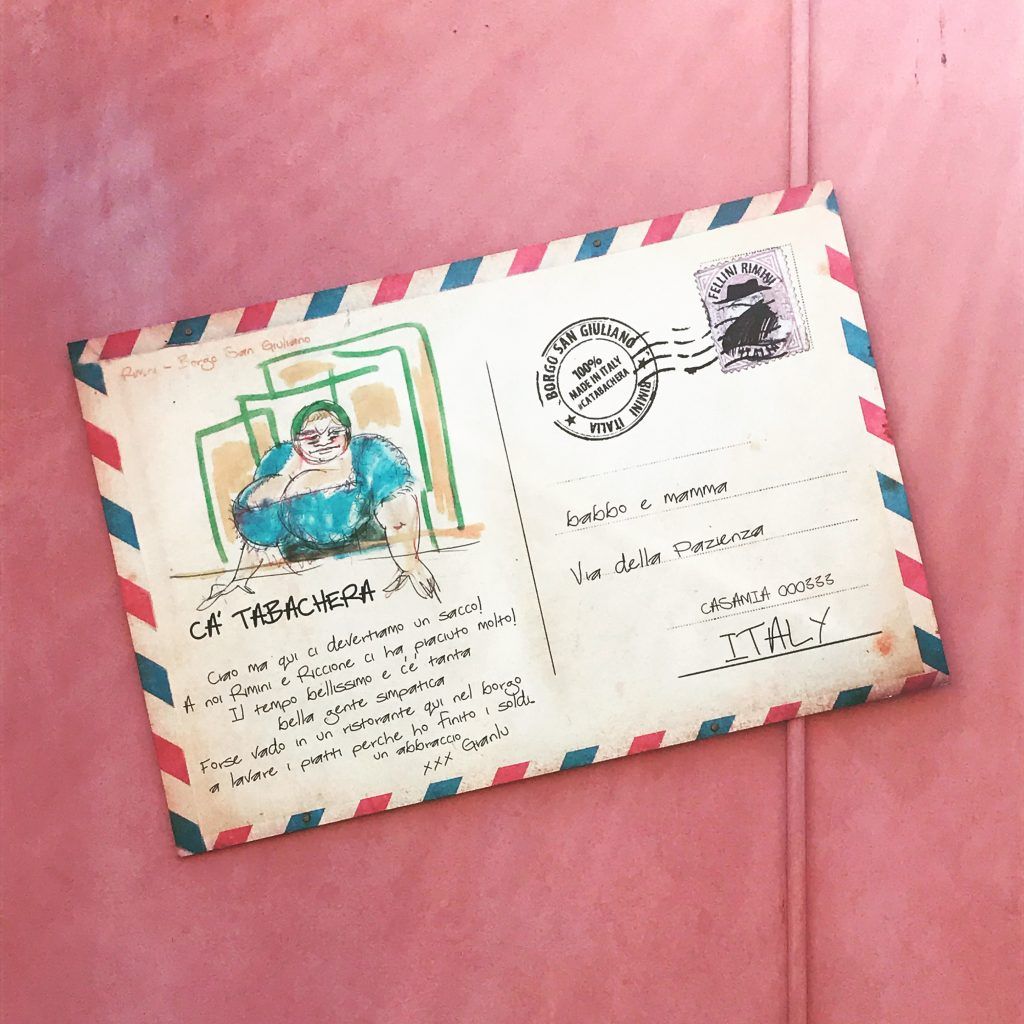 Rimini - Borgo San Giuliano
CA' TABACHERA
Ciao ma qui ci devertiamo un sacco!
A noi Rimini e Riccione ci ha piaciuto molto!
Il tempo bellissimo e c'é tanta
bella gente simpatica
Forse vado in un ristorante qui nel borgo
a lavare i piatti perche ho finito i soldi..
un abbraccio
xxx Gianlu
BORGO SAN GIULIANO
100%
MADE IN ITALY
#CATABACHERA
RIMINI ITALIA
FELLINI RIMINI
babbo e mamma
Via della Pazienza
CASAMIA 000333
ITALY